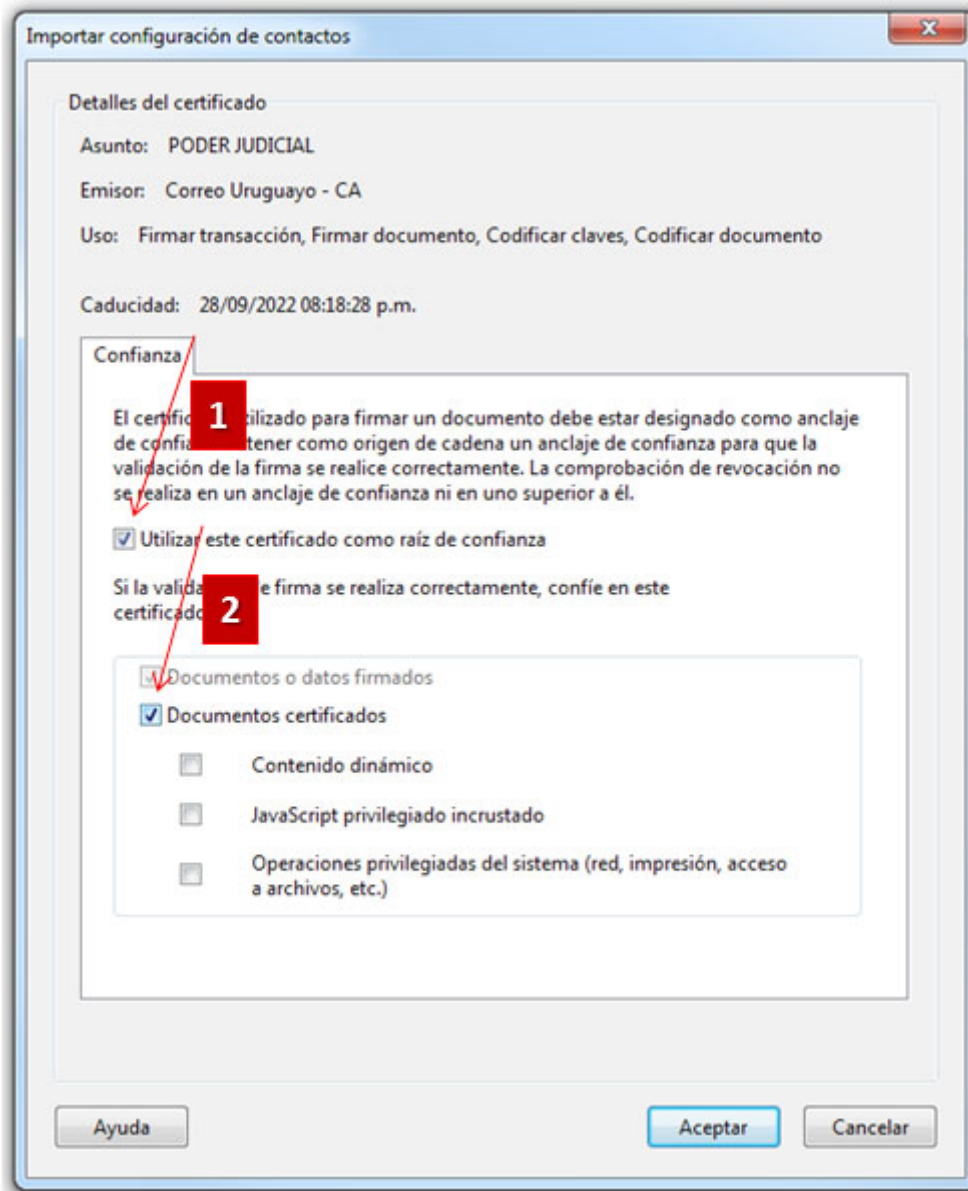 Importar configuración de contactos
Detalles del certificado
Asunto: PODER JUDICIAL
Emisor: Correo Uruguayo - CA
Uso: Firmar transacción, Firmar documento, Codificar claves, Codificar documento
Caducidad: 28/09/2022 08:18:28 p.m.
Confianza
1
El certific tilizado para firmar un documento debe estar designado como anclaje
de confia tener como origen de cadena un anclaje de confianza para que la
validación de la firma se realice correctamente. La comprobación de revocación no
se realiza en un anclaje de confianza ni en uno superior a él.
Utilizar este certificado como raíz de confianza
Si la valida e firma se realiza correctamente, confíe en este
certificado
2
Documentos o datos firmados
Documentos certificados
Contenido dinámico
JavaScript privilegiado incrustado
Operaciones privilegiadas del sistema (red, impresión, acceso
a archivos, etc.)
Ayuda
Aceptar
Cancelar